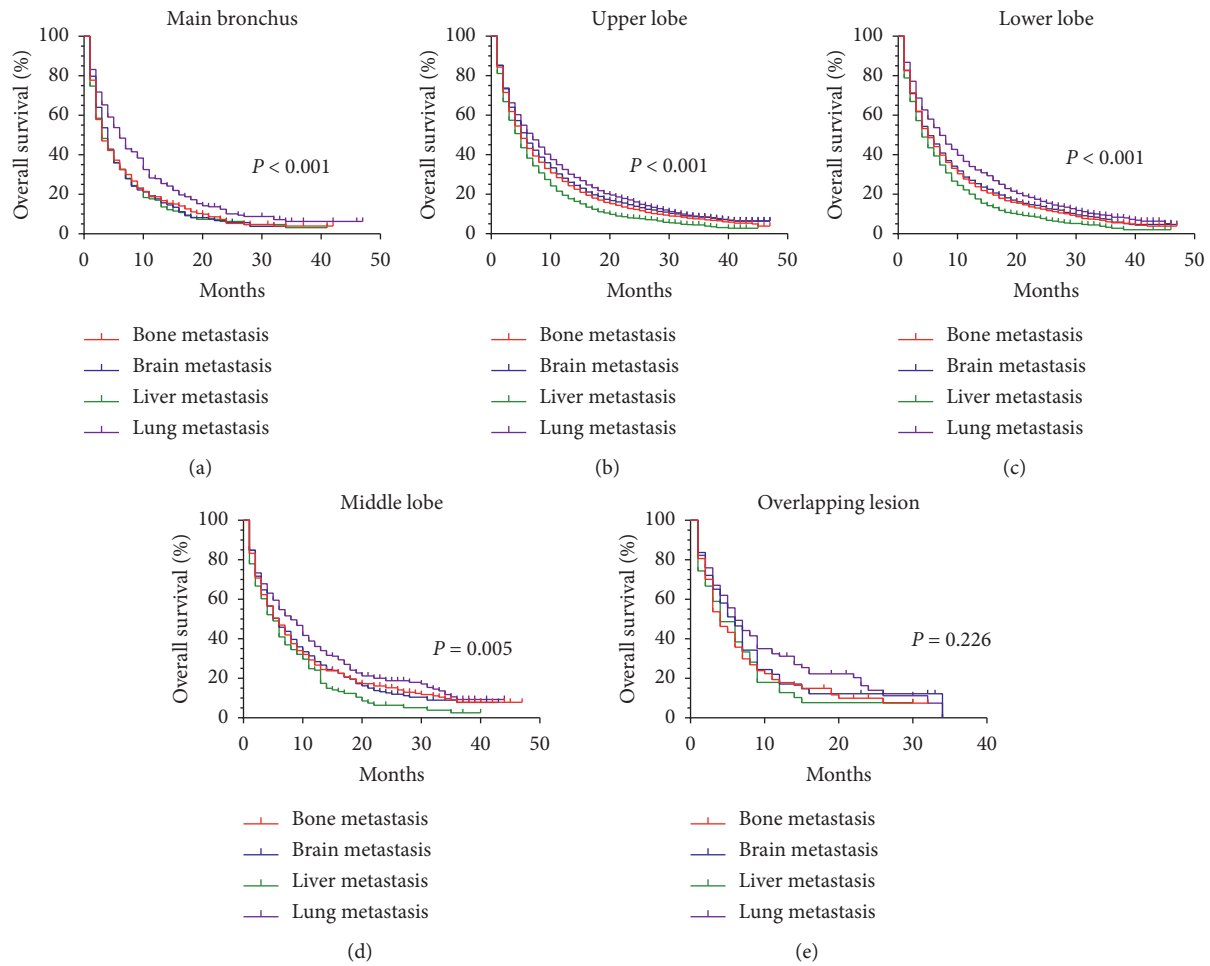 Main bronchus
Overall survival (%)
100
80
60
40
20
0
P < 0.001
0 10 20 30 40 50
Months
Bone metastasis
Brain metastasis
Liver metastasis
Lung metastasis
(a)
Upper lobe
Overall survival (%)
100
80
60
40
20
0
P < 0.001
0 10 20 30 40 50
Months
Bone metastasis
Brain metastasis
Liver metastasis
Lung metastasis
(b)
Lower lobe
Overall survival (%)
100
80
60
40
20
0
P < 0.001
0 10 20 30 40 50
Months
Bone metastasis
Brain metastasis
Liver metastasis
Lung metastasis
(c)
Middle lobe
Overall survival (%)
100
80
60
40
20
0
P = 0.005
0 10 20 30 40 50
Months
Bone metastasis
Brain metastasis
Liver metastasis
Lung metastasis
(d)
Overlapping lesion
Overall survival (%)
100
80
60
40
20
0
P = 0.226
0 10 20 30 40
Months
Bone metastasis
Brain metastasis
Liver metastasis
Lung metastasis
(e)